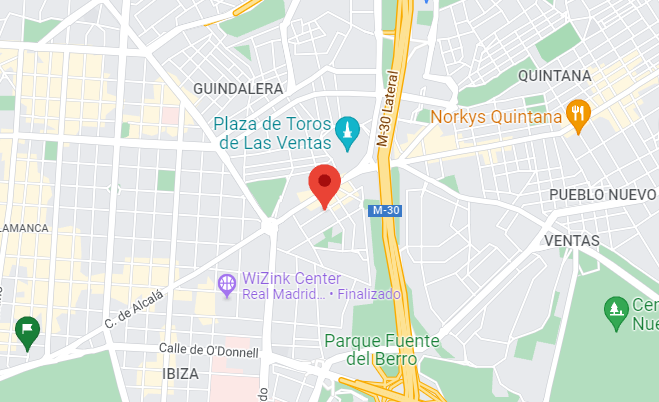 GUINDALERA
QUINTANA
M-30 Lateral
Norkys Quintana
Plaza de Toros
de Las Ventas
PUEBLO NUEVO
M-30
LAMANCA
VENTAS
WiZink Center
Real Madrid... • Finalizado
C. de Alcalá
Cen
Nue
Parque Fuente
del Berro
Calle de O'Donnell
IBIZA
do